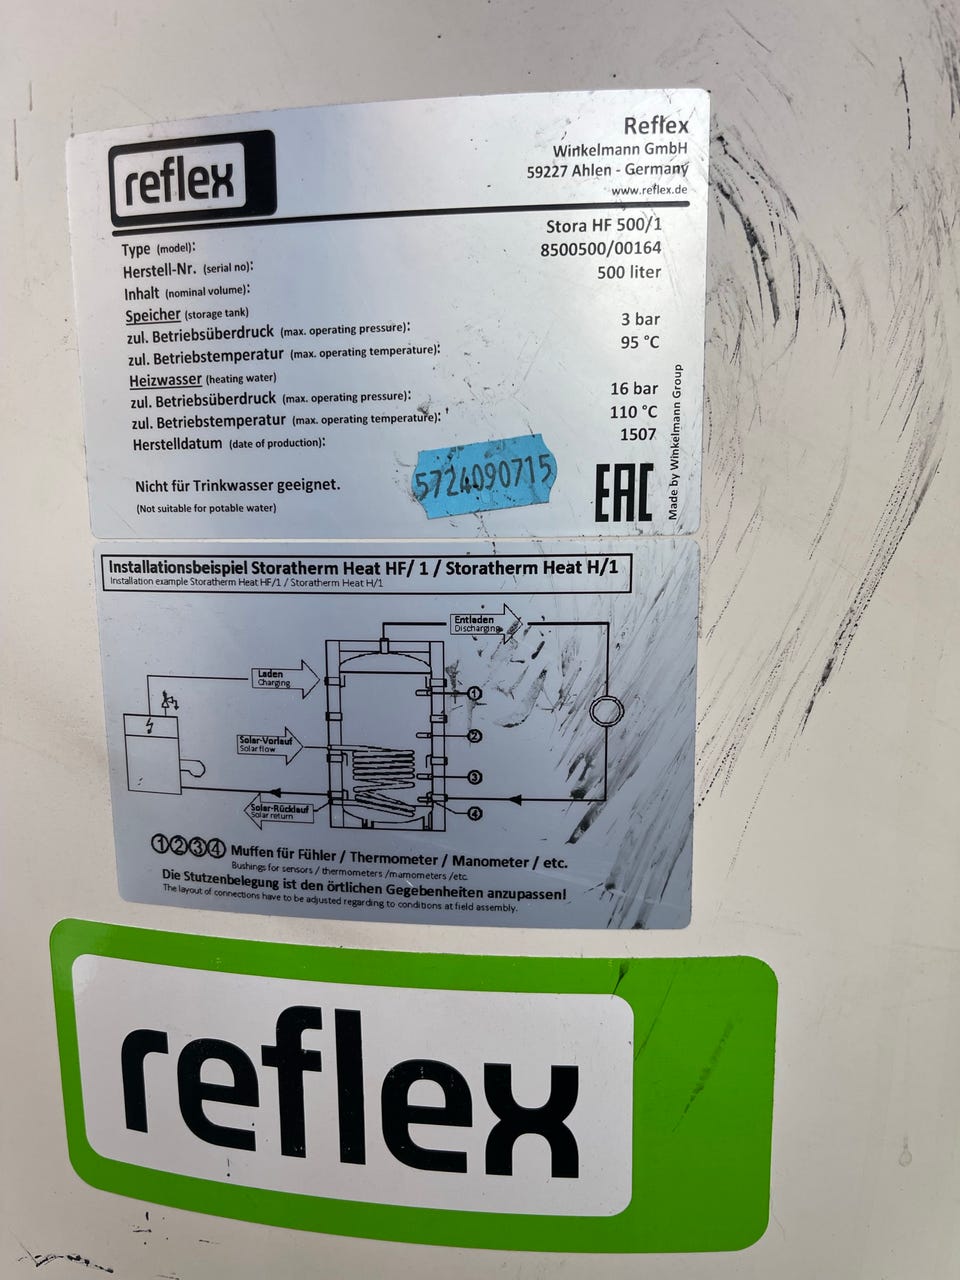 reflex
Reflex
Winkelmann GmbH
59227 Ahlen - Germany
www.reflex.de
Type (model): Stora HF 500/1
Herstell-Nr. (serial no): 8500500/00164
Inhalt (nominal volume): 500 liter
Speicher (storage tank)
zul. Betriebsüberdruck (max. operating pressure): 3 bar
zul. Betriebstemperatur (max. operating temperature): 95 °C
Heizwasser (heating water)
zul. Betriebsüberdruck (max. operating pressure): 16 bar
zul. Betriebstemperatur (max. operating temperature): 110 °C
Herstelldatum (date of production): 1507
5724090715
Nicht für Trinkwasser geeignet.
(Not suitable for potable water)
EAC
Made by Winkelmann Group
Installationsbeispiel Storatherm Heat HF/ 1 / Storatherm Heat H/1
Installation example Storatherm Heat HF/1 / Storatherm Heat H/1
Entladen
Discharging
Laden
Charging
1
Solar-Vorlauf
Solar flow
2
3
Solar-Rücklauf
Solar return
4
1 2 3 4 Muffen für Fühler / Thermometer / Manometer / etc.
Bushings for sensors / thermometers /mamometers /etc.
Die Stutzenbelegung ist den örtlichen Gegebenheiten anzupassen!
The layout of connections have to be adjusted regarding to conditions at field assembly.
reflex